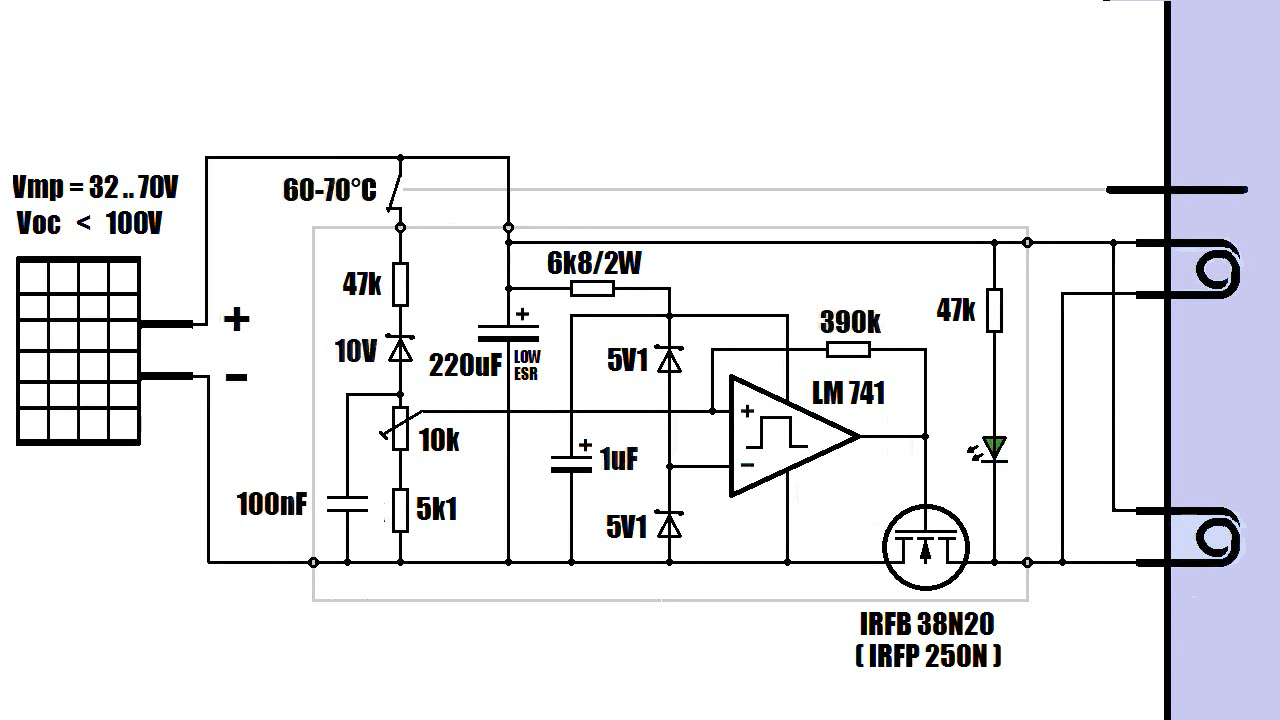 Vmp = 32 .. 70V
Voc < 100V
+
−
60-70°C
47k
10V
10k
100nF
5k1
+
220uF
LOW
ESR
6k8/2W
5V1
+
1uF
5V1
390k
LM 741
+
−
47k
IRFB 38N20
( IRFP 250N )